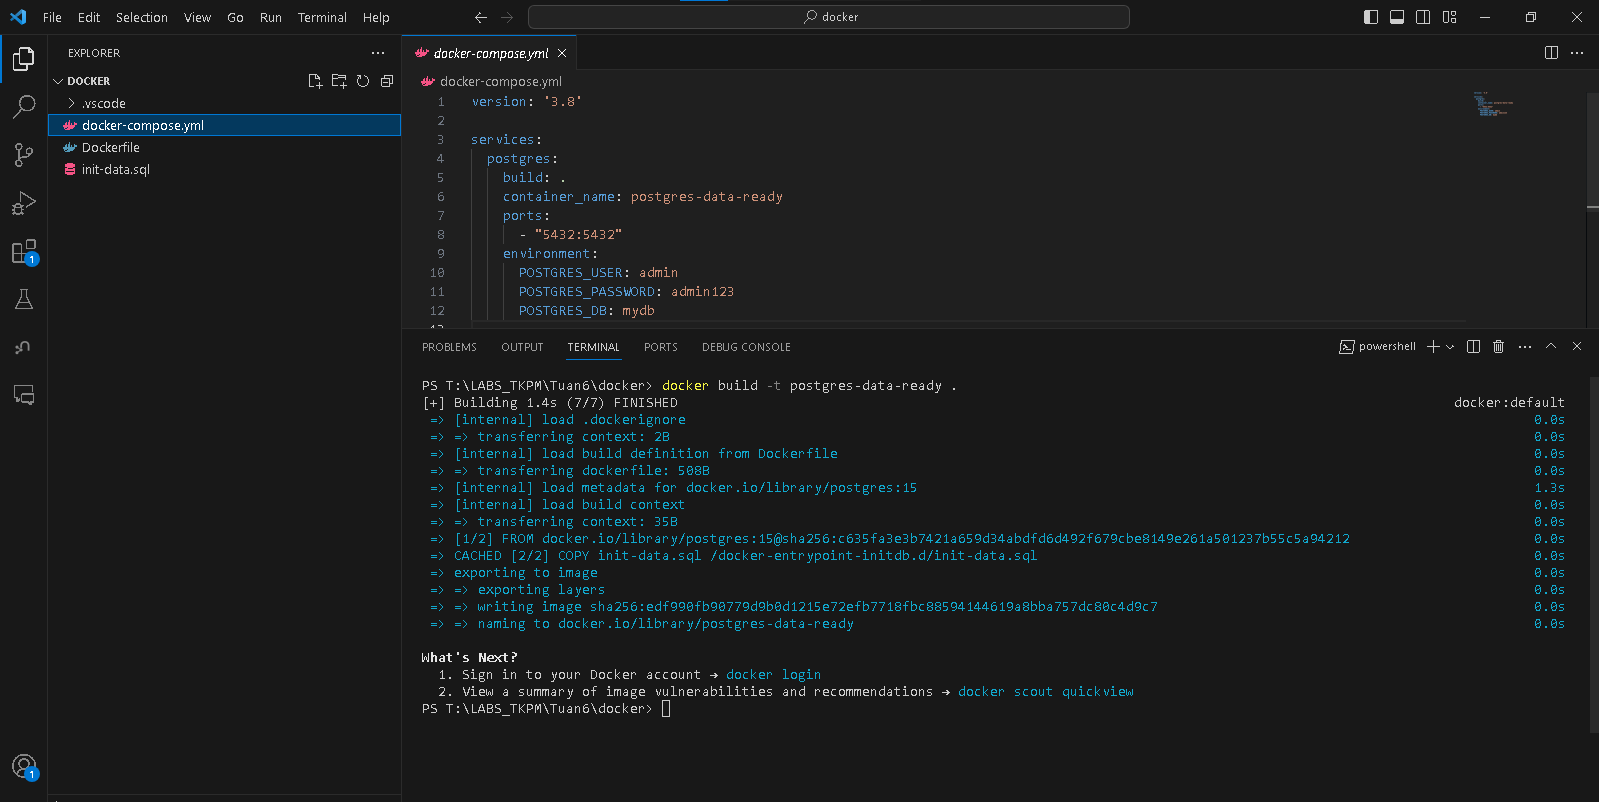 File Edit Selection View Go Run Terminal Help
docker
EXPLORER
DOCKER
.vscode
docker-compose.yml
Dockerfile
init-data.sql
1
1
docker-compose.yml
docker-compose.yml
1 version: '3.8'
2
3 services:
4 postgres:
5 build: .
6 container_name: postgres-data-ready
7 ports:
8 - "5432:5432"
9 environment:
10 POSTGRES_USER: admin
11 POSTGRES_PASSWORD: admin123
12 POSTGRES_DB: mydb
13
PROBLEMS OUTPUT TERMINAL PORTS DEBUG CONSOLE
powershell
PS T:\LABS_TKPM\Tuan6\docker> docker build -t postgres-data-ready .
[+] Building 1.4s (7/7) FINISHED docker:default
=> [internal] load .dockerignore 0.0s
=> => transferring context: 2B 0.0s
=> [internal] load build definition from Dockerfile 0.0s
=> => transferring dockerfile: 508B 0.0s
=> [internal] load metadata for docker.io/library/postgres:15 1.3s
=> [internal] load build context 0.0s
=> => transferring context: 35B 0.0s
=> [1/2] FROM docker.io/library/postgres:15@sha256:c635fa3e3b7421a659d34abdfd6d492f679cbe8149e261a501237b55c5a94212 0.0s
=> CACHED [2/2] COPY init-data.sql /docker-entrypoint-initdb.d/init-data.sql 0.0s
=> exporting to image 0.0s
=> => exporting layers 0.0s
=> => writing image sha256:edf990fb90779d9b0d1215e72efb7718fbc88594144619a8bba757dc80c4d9c7 0.0s
=> => naming to docker.io/library/postgres-data-ready 0.0s
What's Next?
1. Sign in to your Docker account → docker login
2. View a summary of image vulnerabilities and recommendations → docker scout quickview
PS T:\LABS_TKPM\Tuan6\docker>